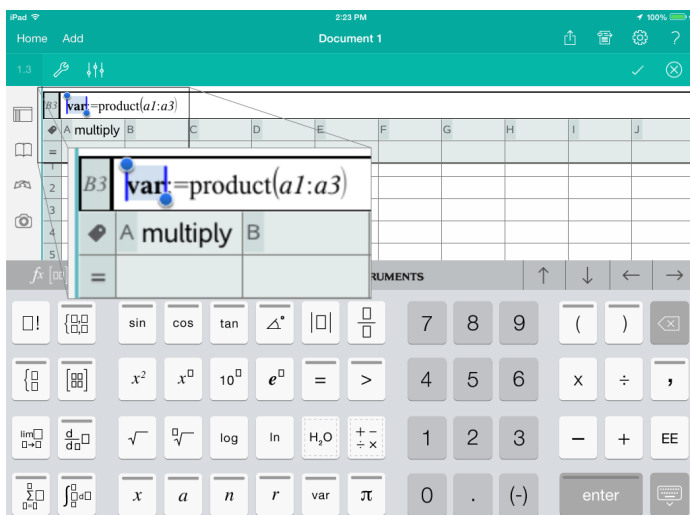 iPad 2:23 PM 100%
Home Add Document 1 ?
1.3
B3 var:=product(a1:a3)
A multiply B C D E F G H I J
=
1
2
3
4
5
B3 var:=product(a1:a3)
A multiply B
=
fx RUMENTS ↑ ↓ ← →
□! {□,□ □,□ sin cos tan ∠° |□| □/□ 7 8 9 ( )
{□ □ [□□ □□] x² x^□ 10^□ e^□ = > 4 5 6 x ÷ ,
lim□ □→□ d/d□ □ √ □√ log ln H₂O + − ÷ × 1 2 3 − + EE
□ Σ□ □=□ ∫□ □ □d□ x a n r var π 0 . (-) enter